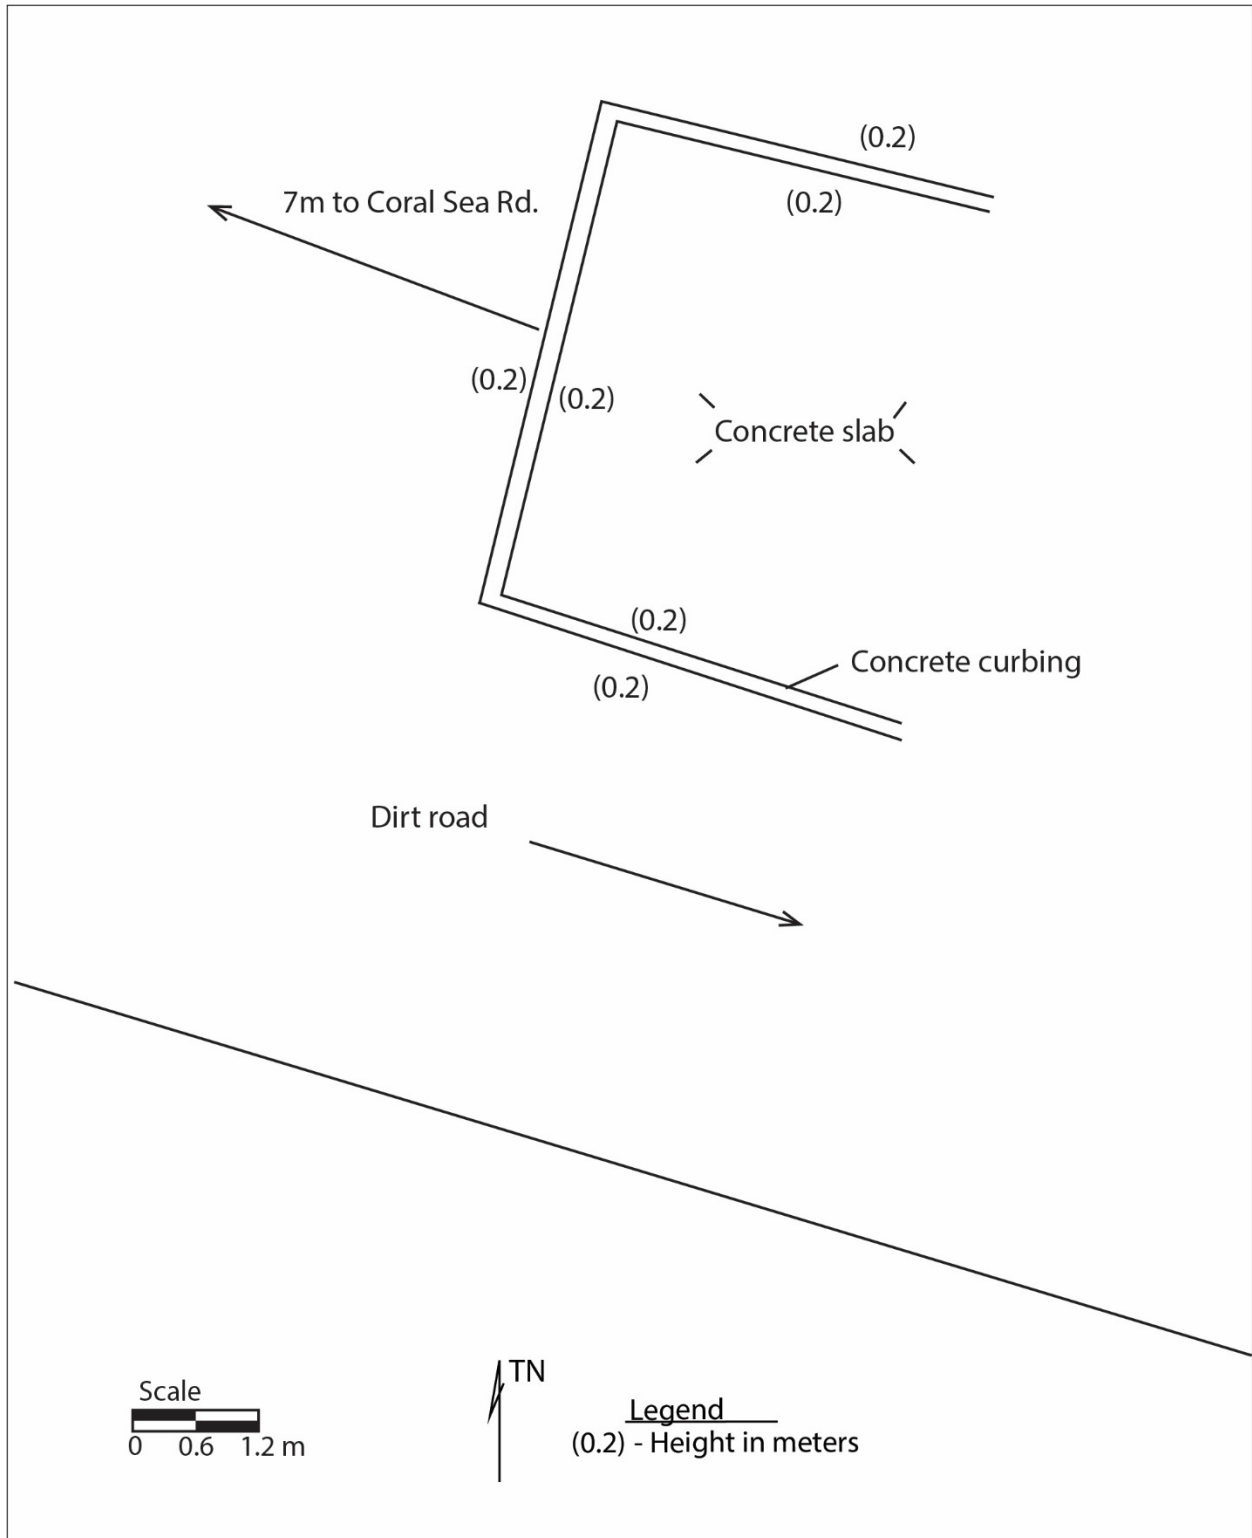 (0.2)
7m to Coral Sea Rd.
(0.2)
(0.2)
(0.2)
Concrete slab
(0.2)
Concrete curbing
(0.2)
Dirt road
Scale
0 0.6 1.2 m
TN
Legend
(0.2) - Height in meters